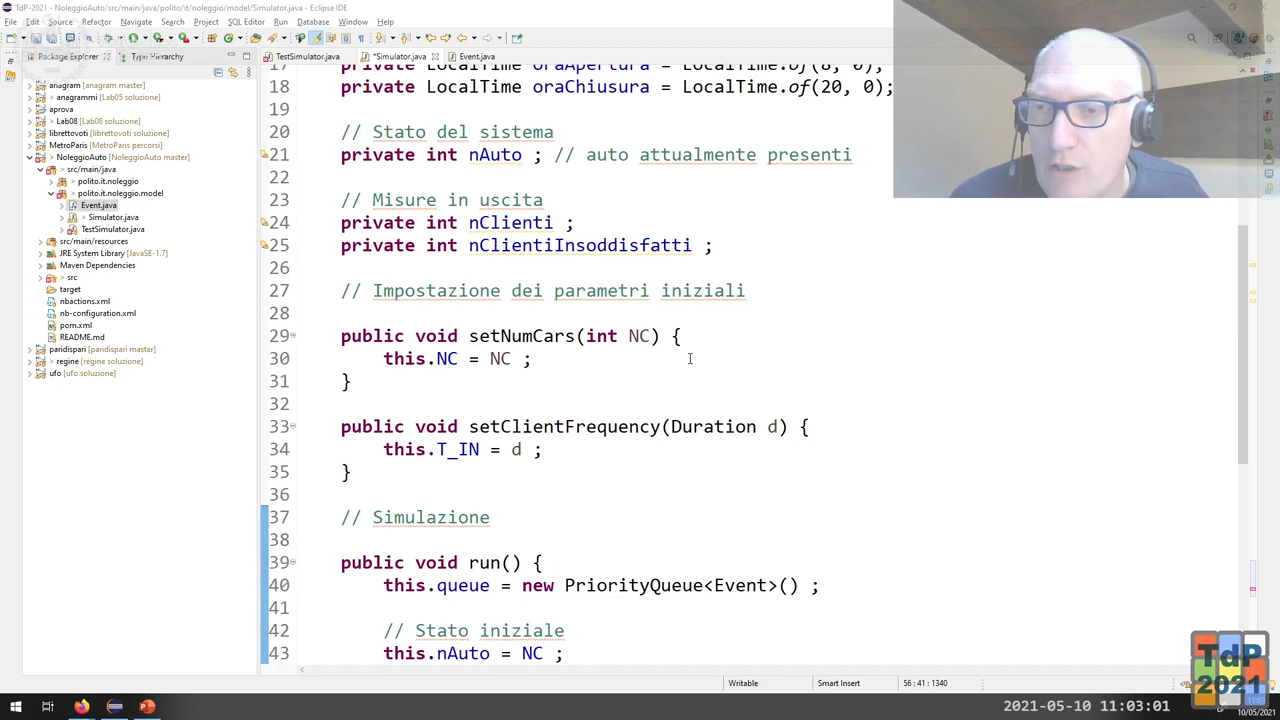 TdP-2021 - NoleggioAuto/src/main/java/polito/it/noleggio/model/Simulator.java - Eclipse IDE
File Edit Source Refactor Navigate Search Project SQL Editor Run Database Window Help
Package Explorer Type Hierarchy
TestSimulator.java *Simulator.java Event.java
anagram (anagram master)
> anagrammi (Lab05 soluzione)
aprova
> Lab08 (soluzione)
librettovoti (soluzione)
MetroParis (MetroParis percorsi)
> NoleggioAuto (NoleggioAuto master)
> src/main/java
> polito.it.noleggio
> polito.it.noleggio.model
Event.java
> Simulator.java
TestSimulator.java
src/main/resources
JRE System Library [JavaSE-1.7]
Maven Dependencies
> src
target
nbactions.xml
nb-configuration.xml
pom.xml
README.md
paridispari (paridispari master)
> regine (regine soluzione)
ufo (ufo soluzione)
17 private LocalTime oraApertura = LocalTime.of(8, 0);
18 private LocalTime oraChiusura = LocalTime.of(20, 0);
19
20 // Stato del sistema
21 private int nAuto ; // auto attualmente presenti
22
23 // Misure in uscita
24 private int nClienti ;
25 private int nClientiInsoddisfatti ;
26
27 // Impostazione dei parametri iniziali
28
29 public void setNumCars(int NC) {
30 this.NC = NC ;
31 }
32
33 public void setClientFrequency(Duration d) {
34 this.T_IN = d ;
35 }
36
37 // Simulazione
38
39 public void run() {
40 this.queue = new PriorityQueue<Event>() ;
41
42 // Stato iniziale
43 this.nAuto = NC ;
Writable Smart Insert 56 : 41 : 1340
TdP
2021
2021-05-10 11:03:01
10/05/2021